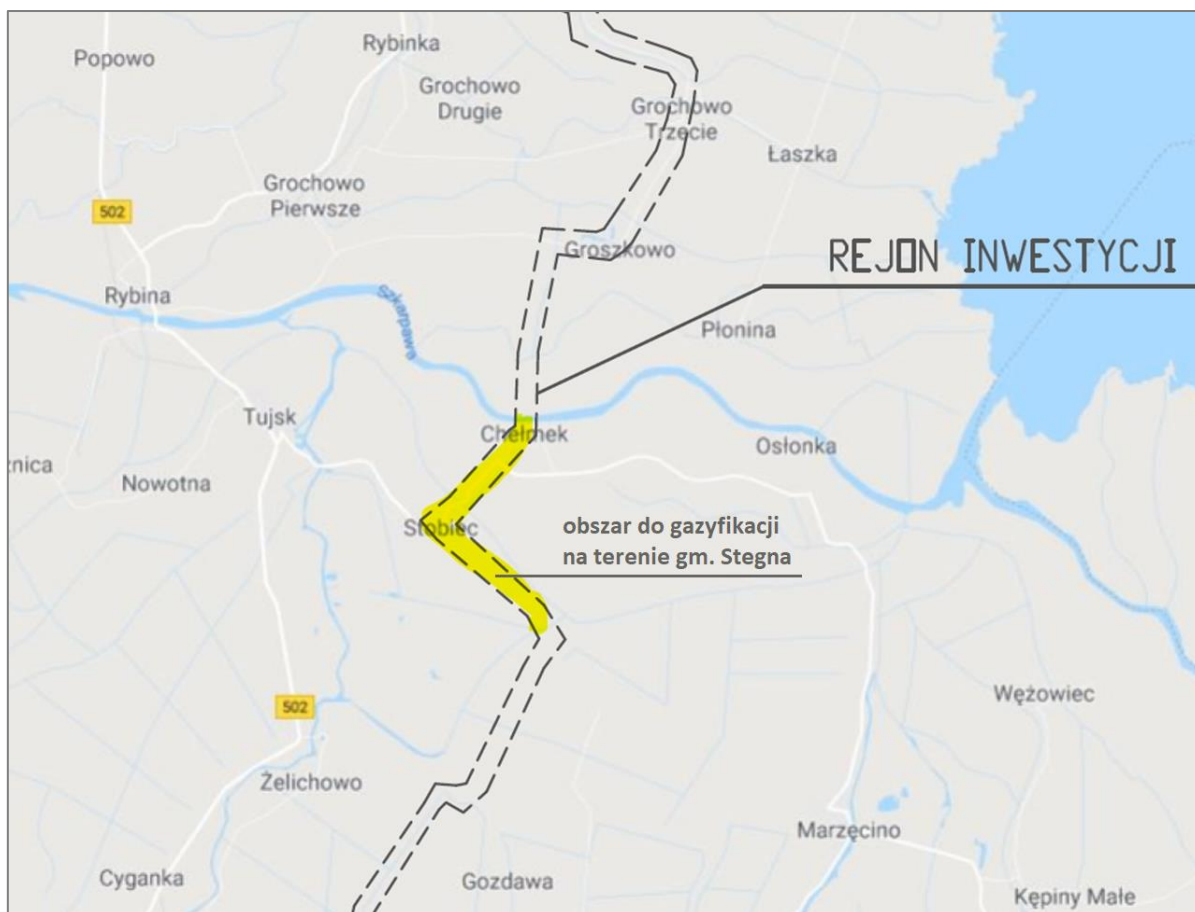 Rybinka
Popowo
Grochowo
Drugie
Grochowo
Trzecie
Łaszka
Grochowo
Pierwsze
502
Groszkowo
REJON INWESTYCJI
Rybina
szkarpawa
Płonina
Tujsk
Chełmek
Osłonka
znica
Nowotna
Stobiec
obszar do gazyfikacji
na terenie gm. Stegna
502
Wężowiec
Żelichowo
Marzęcino
Cyganka
Gozdawa
Kępiny Małe